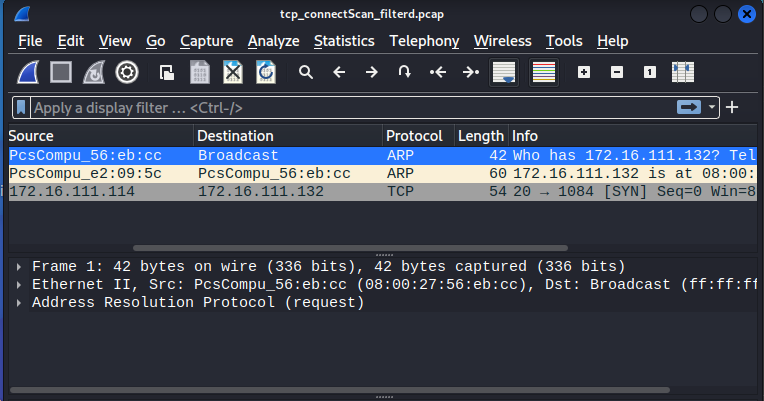 tcp_connectScan_filterd.pcap
File Edit View Go Capture Analyze Statistics Telephony Wireless Tools Help
1
Apply a display filter … <Ctrl-/>
Source Destination Protocol Length Info
PcsCompu_56:eb:cc Broadcast ARP 42 Who has 172.16.111.132? Tel
PcsCompu_e2:09:5c PcsCompu_56:eb:cc ARP 60 172.16.111.132 is at 08:00:
172.16.111.114 172.16.111.132 TCP 54 20 → 1084 [SYN] Seq=0 Win=8
Frame 1: 42 bytes on wire (336 bits), 42 bytes captured (336 bits)
Ethernet II, Src: PcsCompu_56:eb:cc (08:00:27:56:eb:cc), Dst: Broadcast (ff:ff:ff
Address Resolution Protocol (request)